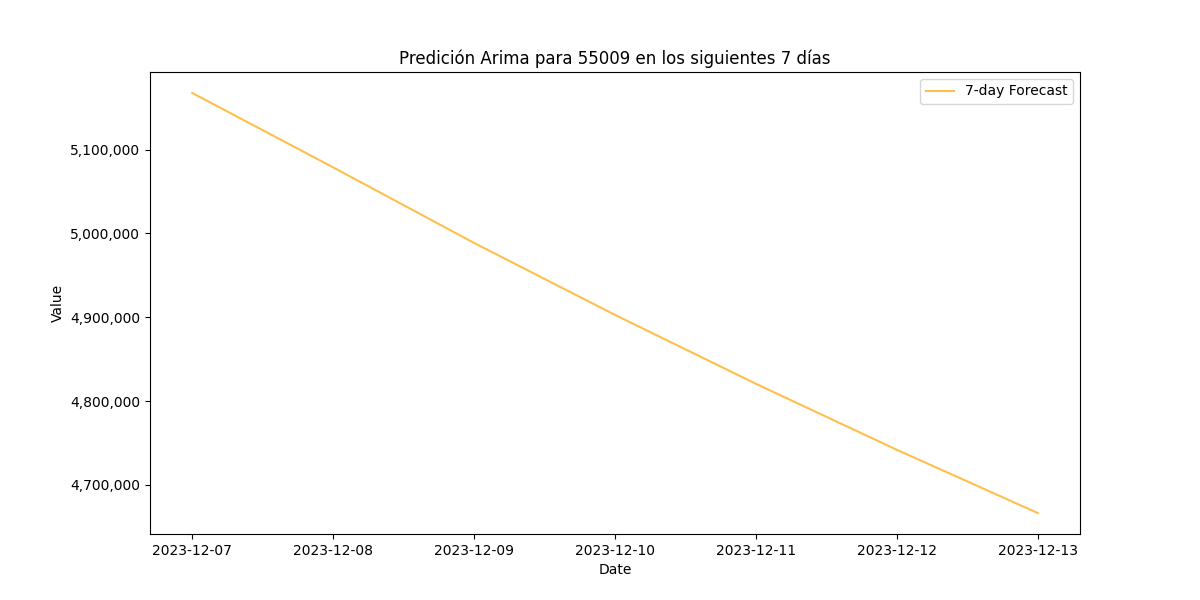 Predición Arima para 55009 en los siguientes 7 días
7-day Forecast
5,100,000
5,000,000
4,900,000
4,800,000
4,700,000
Value
2023-12-07 2023-12-08 2023-12-09 2023-12-10 2023-12-11 2023-12-12 2023-12-13
Date